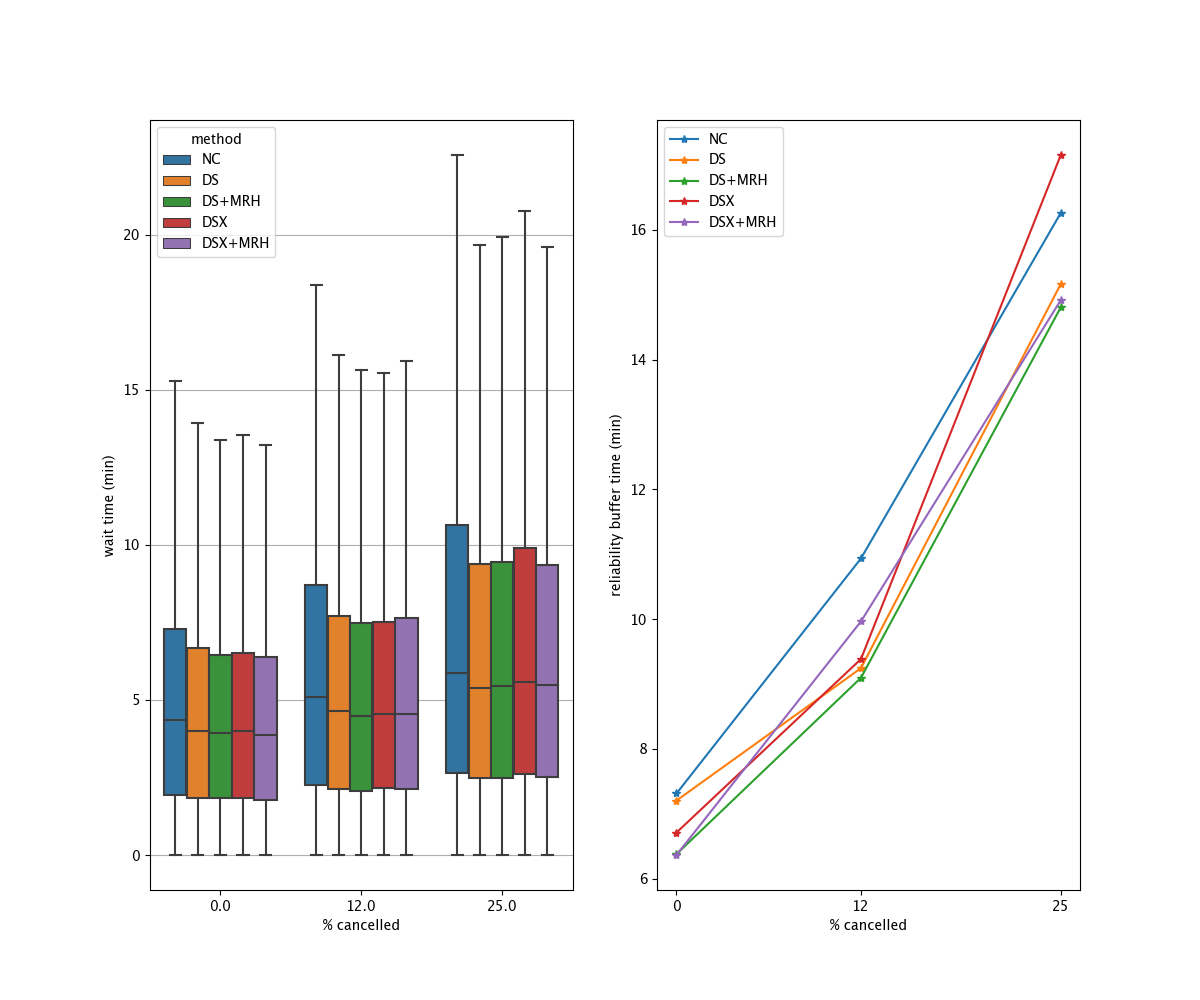 method
NC
DS
DS+MRH
DSX
DSX+MRH
20
15
10
5
0
wait time (min)
0.0
12.0
25.0
% cancelled
NC
DS
DS+MRH
DSX
DSX+MRH
16
14
12
10
8
6
reliability buffer time (min)
0
12
25
% cancelled